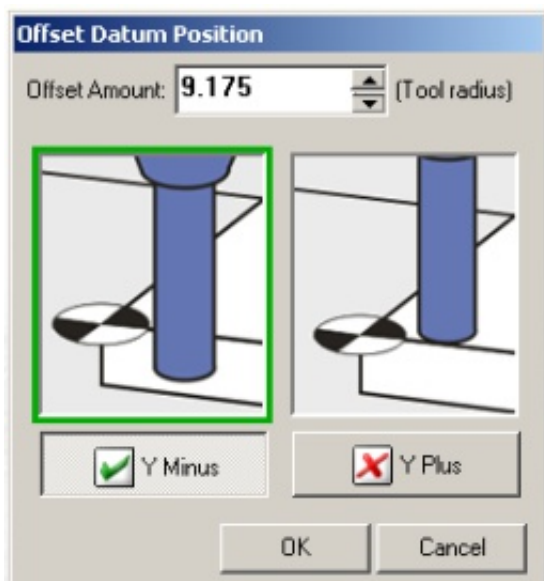 Offset Datum Position
Offset Amount: 9.175 (Tool radius)
Y Minus Y Plus
OK Cancel